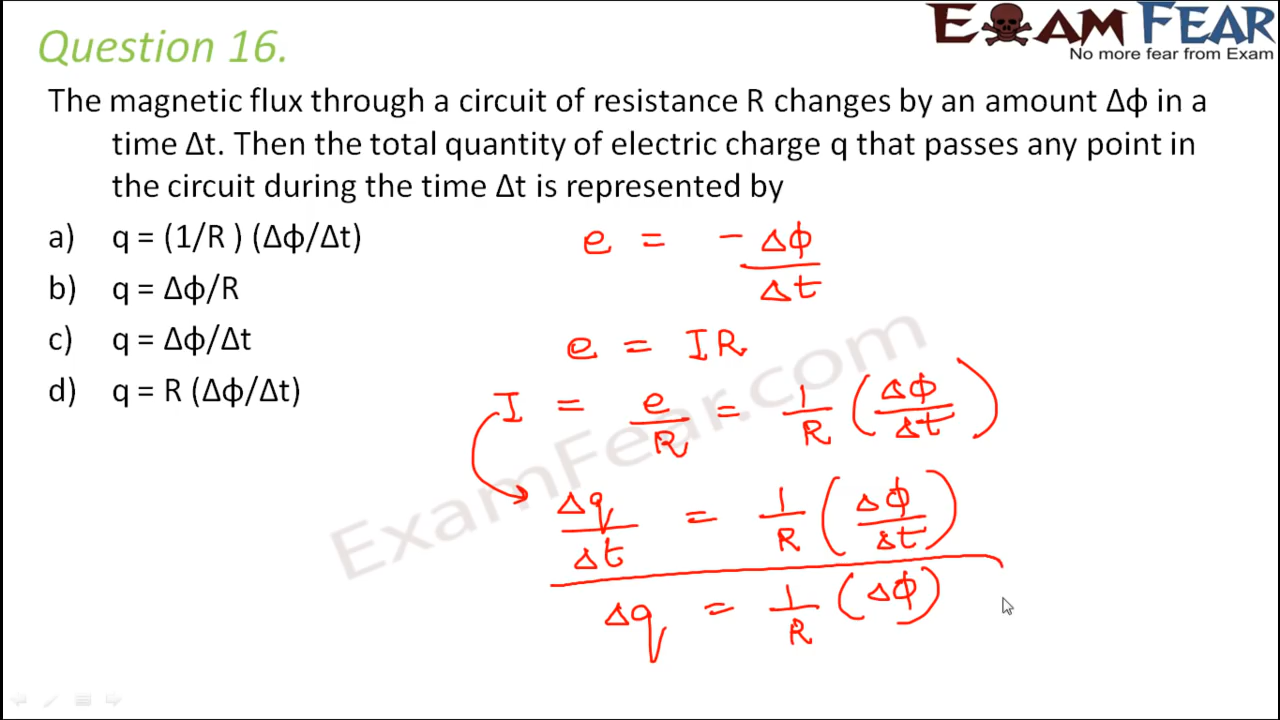 EXAM FEAR
No more fear from Exam
Question 16.
The magnetic flux through a circuit of resistance R changes by an amount Δϕ in a
time Δt. Then the total quantity of electric charge q that passes any point in
the circuit during the time Δt is represented by
a) q = (1/R ) (Δϕ/Δt)
b) q = Δϕ/R
c) q = Δϕ/Δt
d) q = R (Δϕ/Δt)
e = - Δϕ / Δt
e = IR
I = e/R = 1/R (Δϕ/Δt)
Δq/Δt = 1/R (Δϕ/Δt)
Δq = 1/R (Δϕ)
ExamFear.com